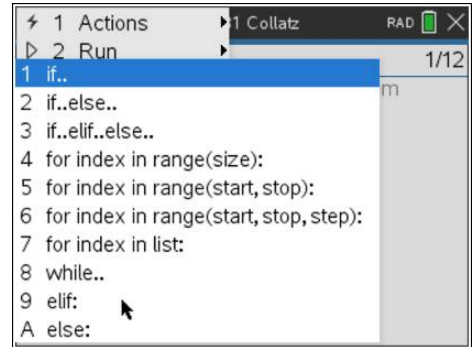 1 Actions
1 Collatz
RAD
2 Run
1/12
1 if..
m
2 if..else..
3 if..elif..else..
4 for index in range(size):
5 for index in range(start,stop):
6 for index in range(start,stop,step):
7 for index in list:
8 while..
9 elif:
A else: